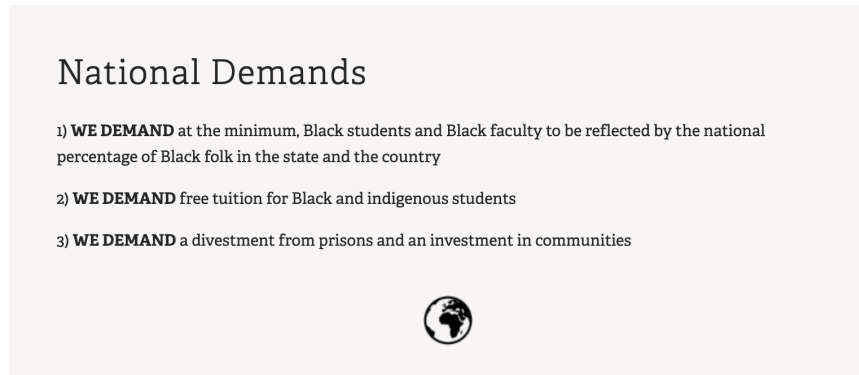 National Demands
1) WE DEMAND at the minimum, Black students and Black faculty to be reflected by the national
percentage of Black folk in the state and the country
2) WE DEMAND free tuition for Black and indigenous students
3) WE DEMAND a divestment from prisons and an investment in communities